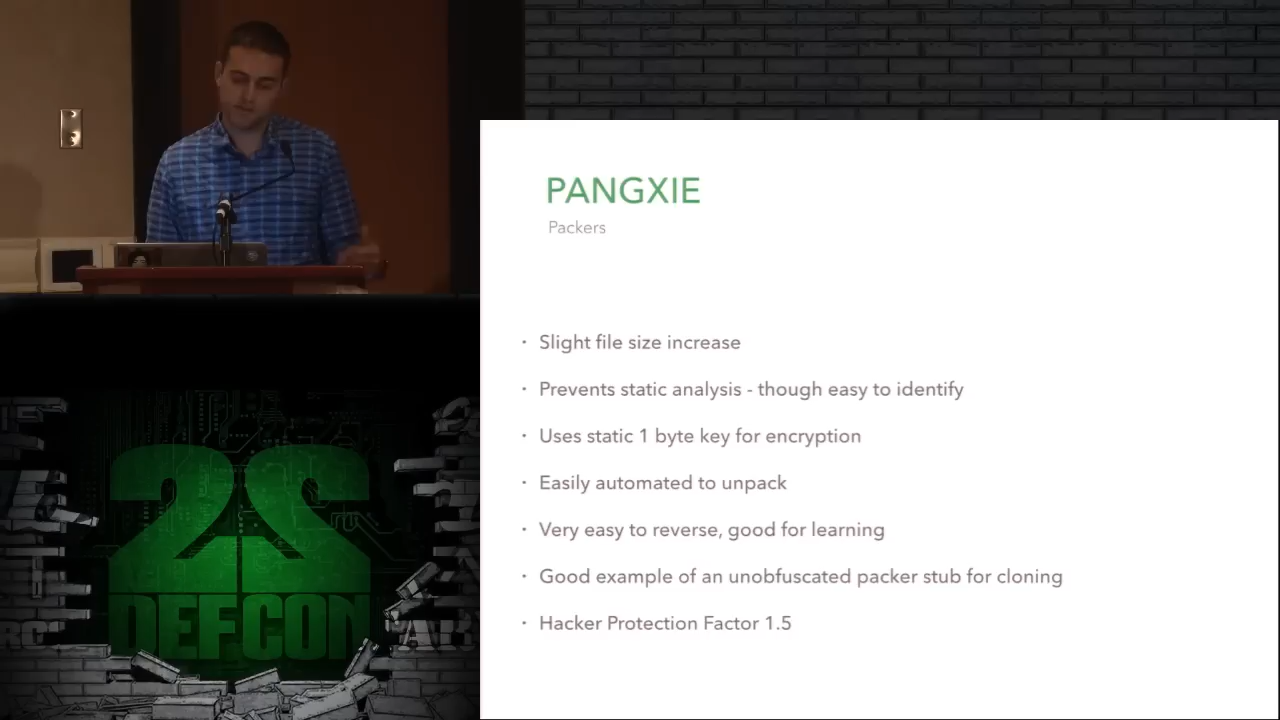 PANGXIE
Packers
· Slight file size increase
· Prevents static analysis - though easy to identify
· Uses static 1 byte key for encryption
· Easily automated to unpack
· Very easy to reverse, good for learning
· Good example of an unobfuscated packer stub for cloning
· Hacker Protection Factor 1.5
22
DEFCON